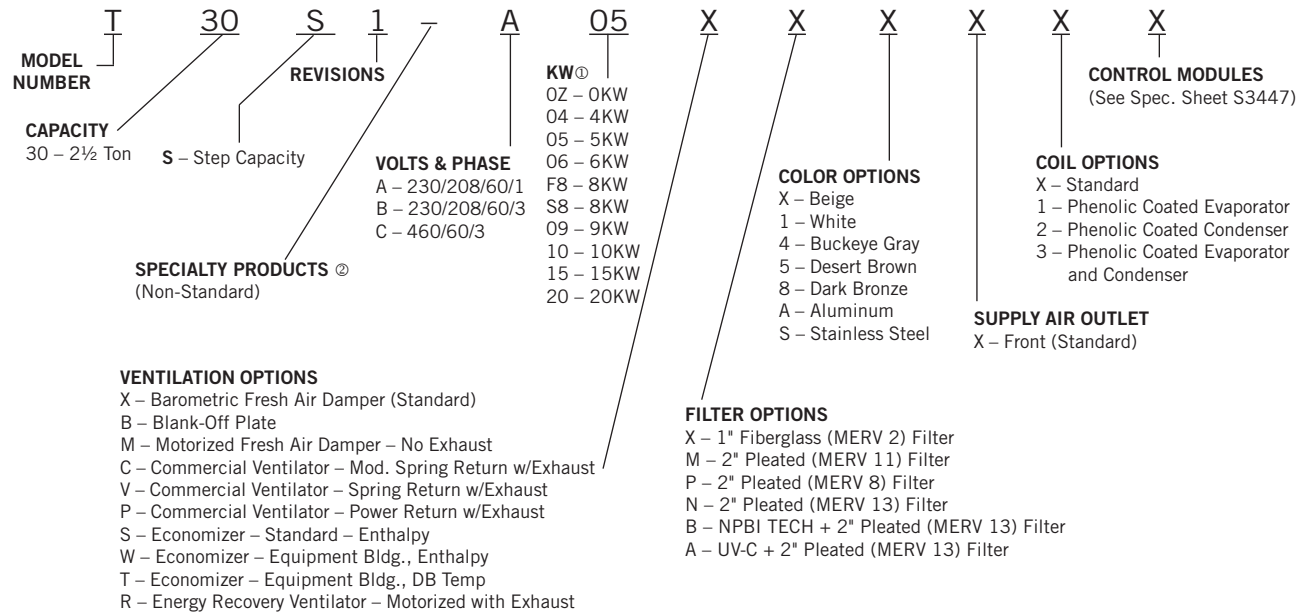 T 30 S 1 – A 05 X X X X X X
MODEL
NUMBER
CAPACITY
30 – 2½ Ton
S – Step Capacity
REVISIONS
SPECIALTY PRODUCTS ②
(Non-Standard)
VOLTS & PHASE
A – 230/208/60/1
B – 230/208/60/3
C – 460/60/3
KW①
0Z – 0KW
04 – 4KW
05 – 5KW
06 – 6KW
F8 – 8KW
S8 – 8KW
09 – 9KW
10 – 10KW
15 – 15KW
20 – 20KW
VENTILATION OPTIONS
X – Barometric Fresh Air Damper (Standard)
B – Blank-Off Plate
M – Motorized Fresh Air Damper – No Exhaust
C – Commercial Ventilator – Mod. Spring Return w/Exhaust
V – Commercial Ventilator – Spring Return w/Exhaust
P – Commercial Ventilator – Power Return w/Exhaust
S – Economizer – Standard – Enthalpy
W – Economizer – Equipment Bldg., Enthalpy
T – Economizer – Equipment Bldg., DB Temp
R – Energy Recovery Ventilator – Motorized with Exhaust
FILTER OPTIONS
X – 1" Fiberglass (MERV 2) Filter
M – 2" Pleated (MERV 11) Filter
P – 2" Pleated (MERV 8) Filter
N – 2" Pleated (MERV 13) Filter
B – NPBI TECH + 2" Pleated (MERV 13) Filter
A – UV-C + 2" Pleated (MERV 13) Filter
COLOR OPTIONS
X – Beige
1 – White
4 – Buckeye Gray
5 – Desert Brown
8 – Dark Bronze
A – Aluminum
S – Stainless Steel
SUPPLY AIR OUTLET
X – Front (Standard)
COIL OPTIONS
X – Standard
1 – Phenolic Coated Evaporator
2 – Phenolic Coated Condenser
3 – Phenolic Coated Evaporator
and Condenser
CONTROL MODULES
(See Spec. Sheet S3447)